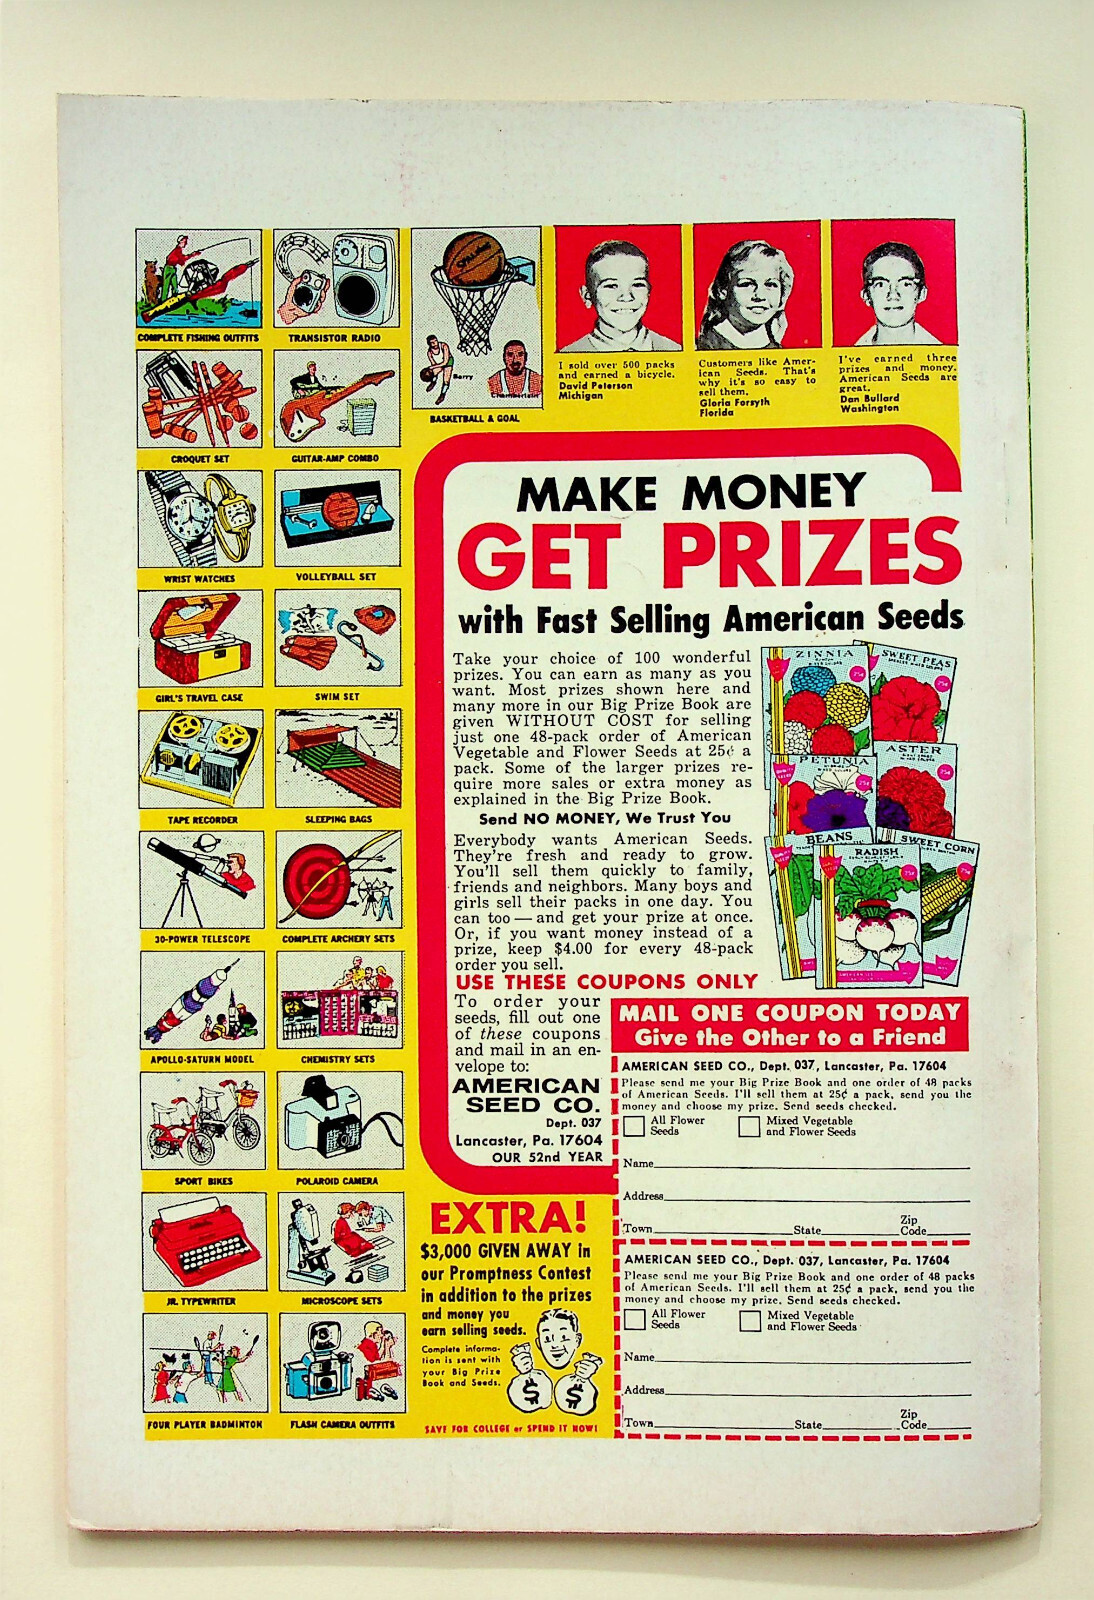 COMPLETE FISHING OUTFITS
TRANSISTOR RADIO
CROQUET SET
GUITAR-AMP COMBO
WRIST WATCHES
VOLLEYBALL SET
GIRL'S TRAVEL CASE
SWIM SET
TAPE RECORDER
SLEEPING BAGS
30-POWER TELESCOPE
COMPLETE ARCHERY SETS
APOLLO-SATURN MODEL
CHEMISTRY SETS
SPORT BIKES
POLAROID CAMERA
JR. TYPEWRITER
MICROSCOPE SETS
FOUR PLAYER BADMINTON
FLASH CAMERA OUTFITS
SPALDING
Barry
Chamberlain
BASKETBALL & GOAL
I sold over 500 packs
and earned a bicycle.
David Peterson
Michigan
Customers like Amer-
ican Seeds. That's
why it's so easy to
sell them.
Gloria Forsyth
Florida
I've earned three
prizes and money.
American Seeds are
great.
Dan Bullard
Washington
MAKE MONEY
GET PRIZES
with Fast Selling American Seeds
Take your choice of 100 wonderful
prizes. You can earn as many as you
want. Most prizes shown here and
many more in our Big Prize Book are
given WITHOUT COST for selling
just one 48-pack order of American
Vegetable and Flower Seeds at 25¢ a
pack. Some of the larger prizes re-
quire more sales or extra money as
explained in the Big Prize Book.
Send NO MONEY, We Trust You
Everybody wants American Seeds.
They're fresh and ready to grow.
You'll sell them quickly to family,
friends and neighbors. Many boys and
girls sell their packs in one day. You
can too — and get your prize at once.
Or, if you want money instead of a
prize, keep $4.00 for every 48-pack
order you sell.
USE THESE COUPONS ONLY
To order your
seeds, fill out one
of these coupons
and mail in an en-
velope to:
AMERICAN
SEED CO.
Dept. 037
Lancaster, Pa. 17604
OUR 52nd YEAR
ZINNIA
25¢
SWEET PEAS
25¢
PETUNIA
25¢
ASTER
25¢
BEANS
SWEET CORN
25¢
RADISH
25¢
MAIL ONE COUPON TODAY
Give the Other to a Friend
AMERICAN SEED CO., Dept. 037, Lancaster, Pa. 17604
Please send me your Big Prize Book and one order of 48 packs
of American Seeds. I'll sell them at 25¢ a pack, send you the
money and choose my prize. Send seeds checked.
All Flower
Seeds
Mixed Vegetable
and Flower Seeds
Name
Address
Town State Zip
Code
AMERICAN SEED CO., Dept. 037, Lancaster, Pa. 17604
Please send me your Big Prize Book and one order of 48 packs
of American Seeds. I'll sell them at 25¢ a pack, send you the
money and choose my prize. Send seeds checked.
All Flower
Seeds
Mixed Vegetable
and Flower Seeds
Name
Address
Town State Zip
Code
EXTRA!
$3,000 GIVEN AWAY in
our Promptness Contest
in addition to the prizes
and money you
earn selling seeds.
Complete informa-
tion is sent with
your Big Prize
Book and Seeds.
$ $
SAVE FOR COLLEGE or SPEND IT NOW!